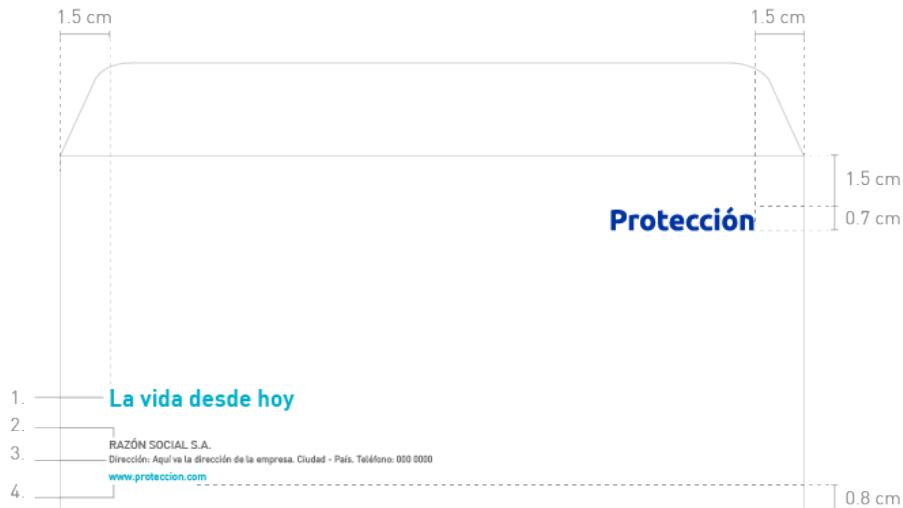 1.5 cm 1.5 cm
1.5 cm
Protección 0.7 cm
1. La vida desde hoy
2.
RAZÓN SOCIAL S.A.
3. Dirección: Aquí va la dirección de la empresa. Ciudad - País. Teléfono: 000 0000
www.proteccion.com
4.
0.8 cm